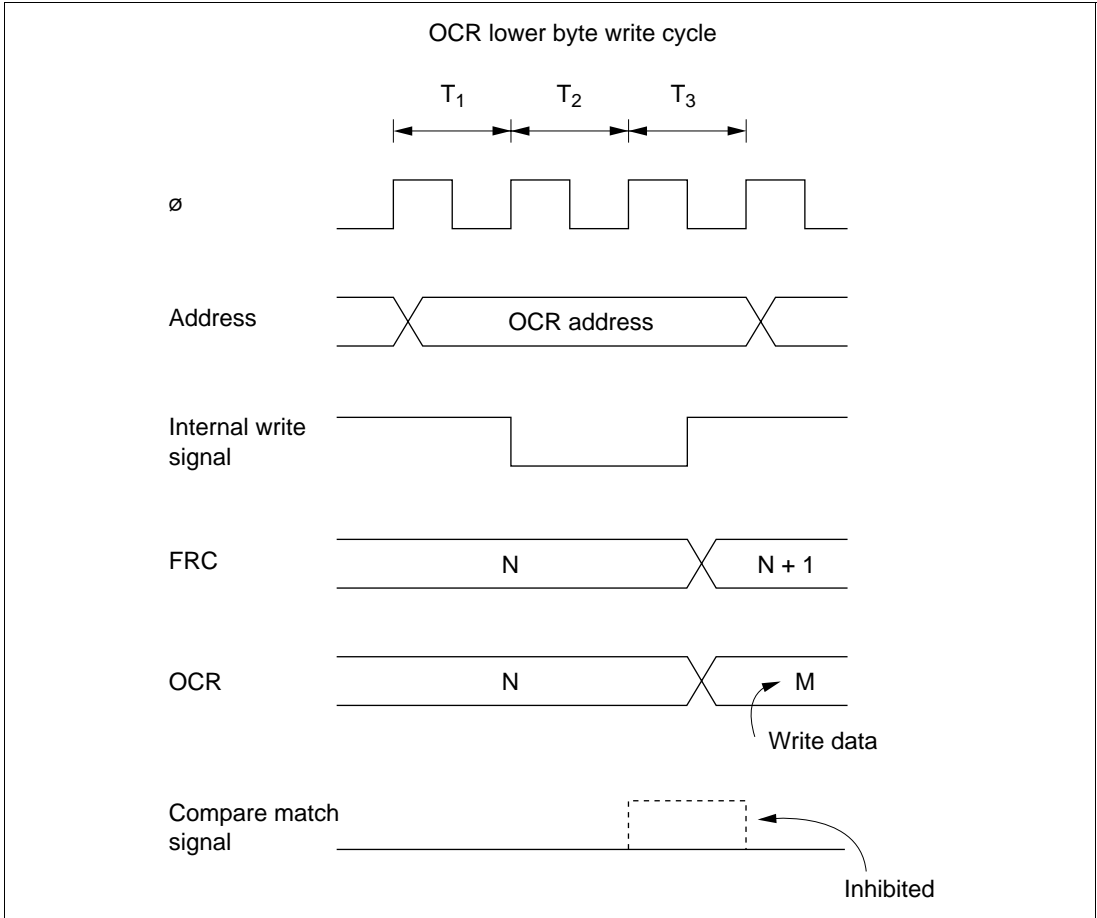 OCR lower byte write cycle
T1 T2 T3
ø
Address
OCR address
Internal write
signal
FRC
N
N + 1
OCR
N
M
Write data
Compare match
signal
Inhibited